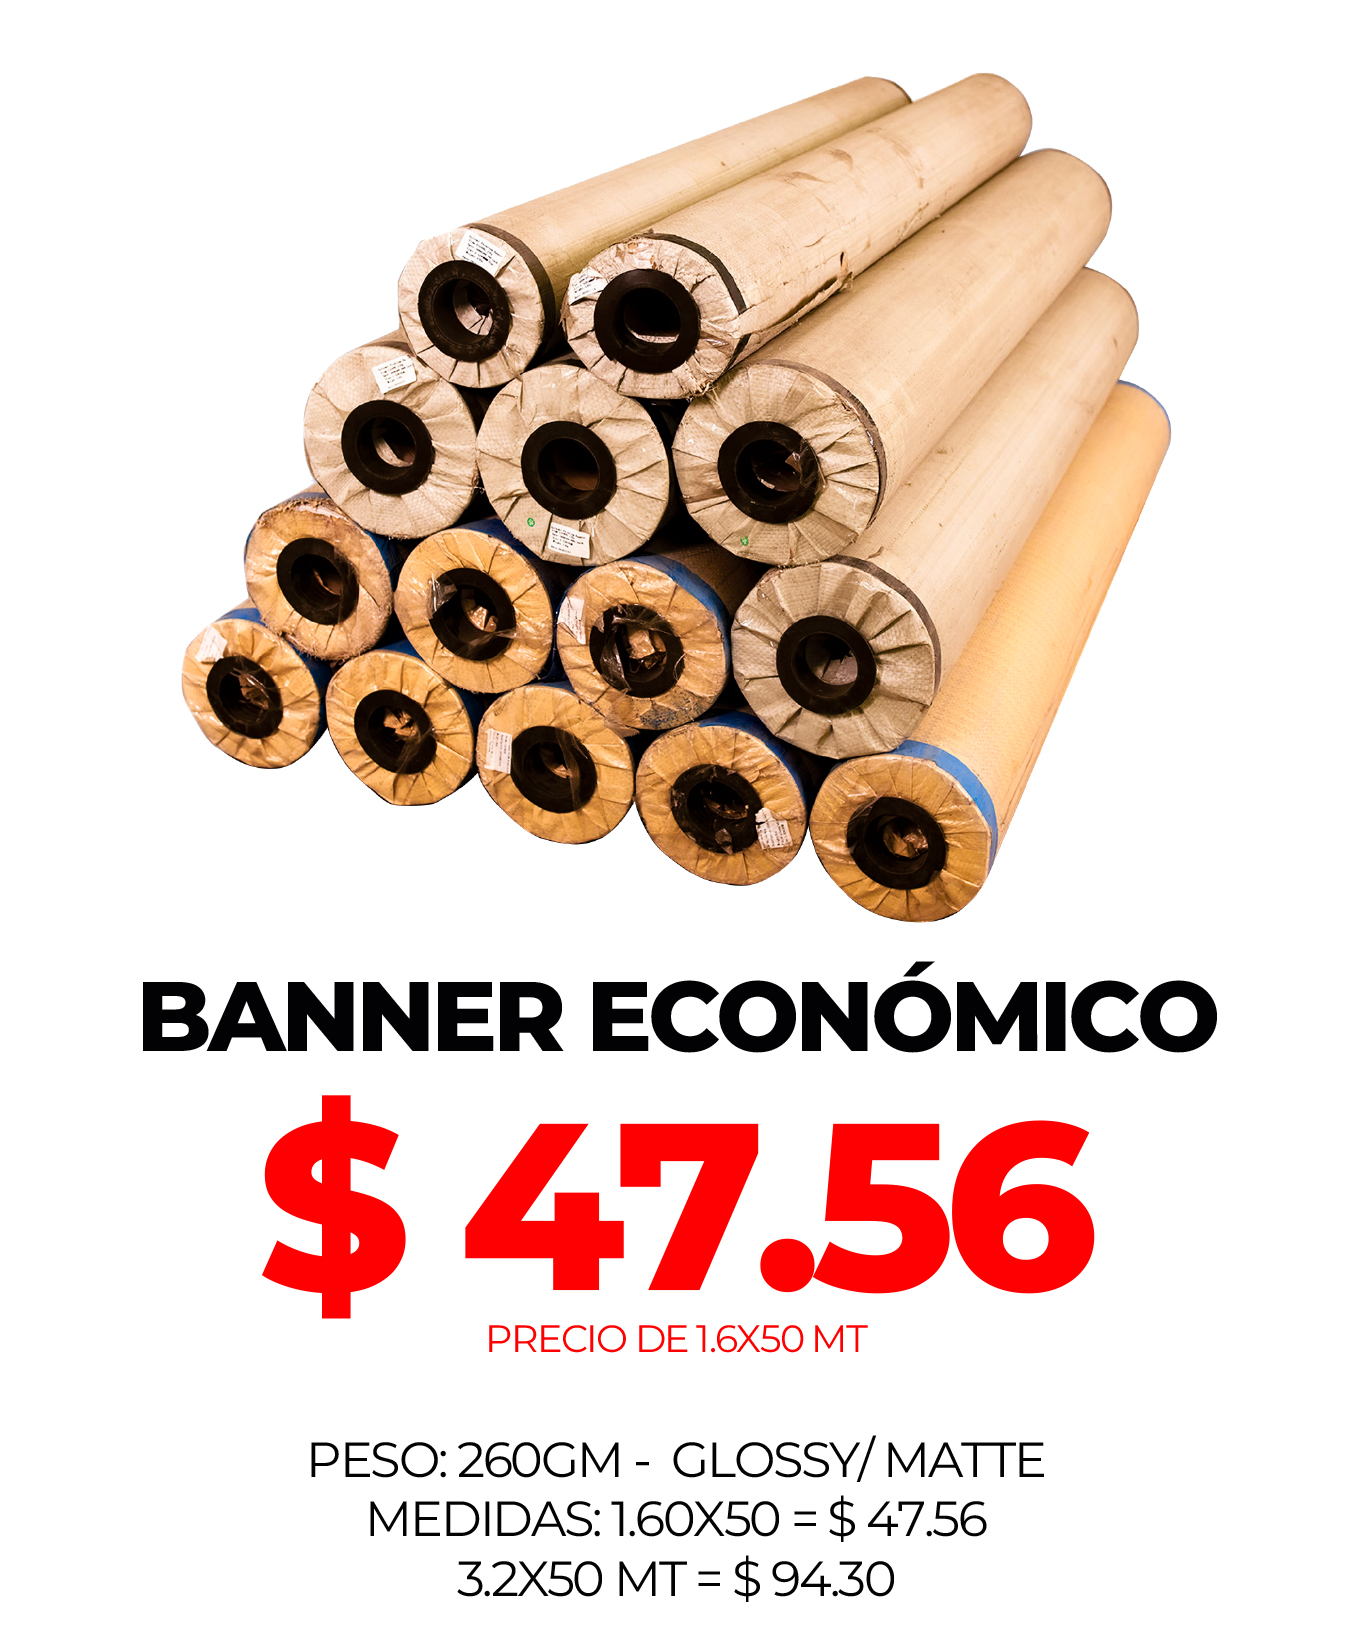 BANNER ECONÓMICO
$ 47.56
PRECIO DE 1.6X50 MT
PESO: 260GM - GLOSSY/ MATTE
MEDIDAS: 1.60X50 = $ 47.56
3.2X50 MT = $ 94.30